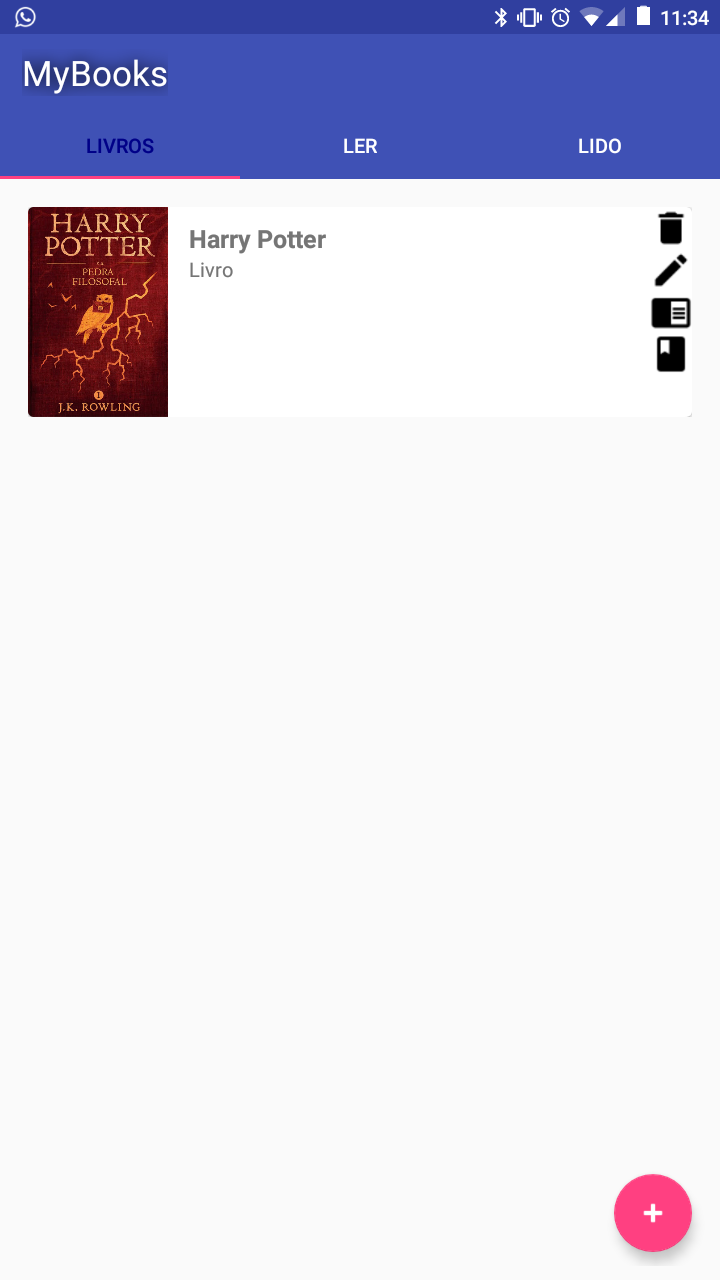 11:34
MyBooks
LIVROS LER LIDO
HARRY
POTTER
E A
PEDRA
FILOSOFAL
1
J.K. ROWLING
Harry Potter
Livro